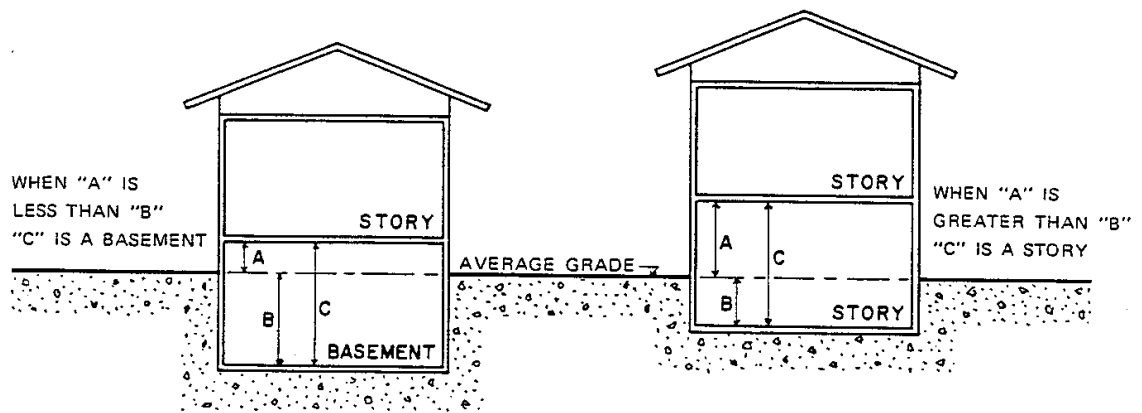 WHEN "A" IS
LESS THAN "B"
"C" IS A BASEMENT
STORY
A
B
C
BASEMENT
AVERAGE GRADE
STORY
A
C
B
STORY
WHEN "A" IS
GREATER THAN "B"
"C" IS A STORY